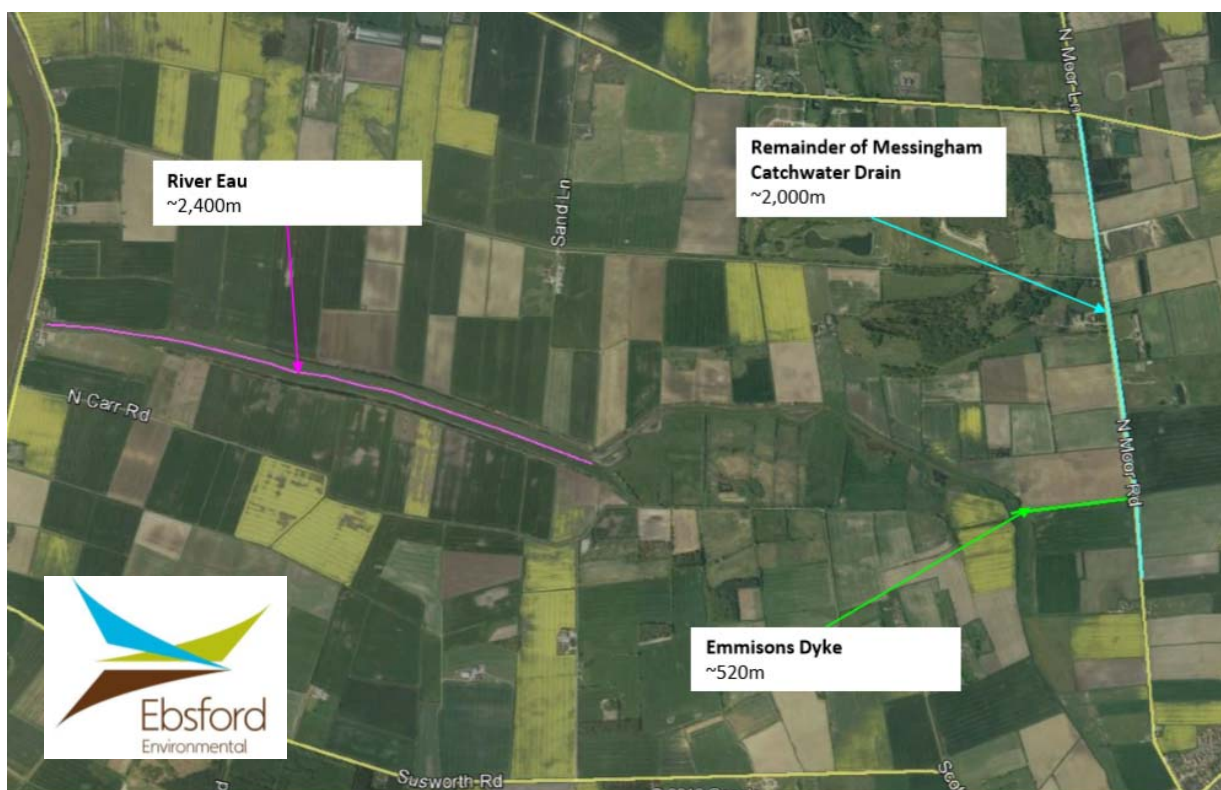 N Moor Ln
Remainder of Messingham
Catchwater Drain
~2,000m
River Eau
~2,400m
Sand Ln
N Carr Rd
N Moor Rd
Emmisons Dyke
~520m
Ebsford
Environmental
Susworth Rd